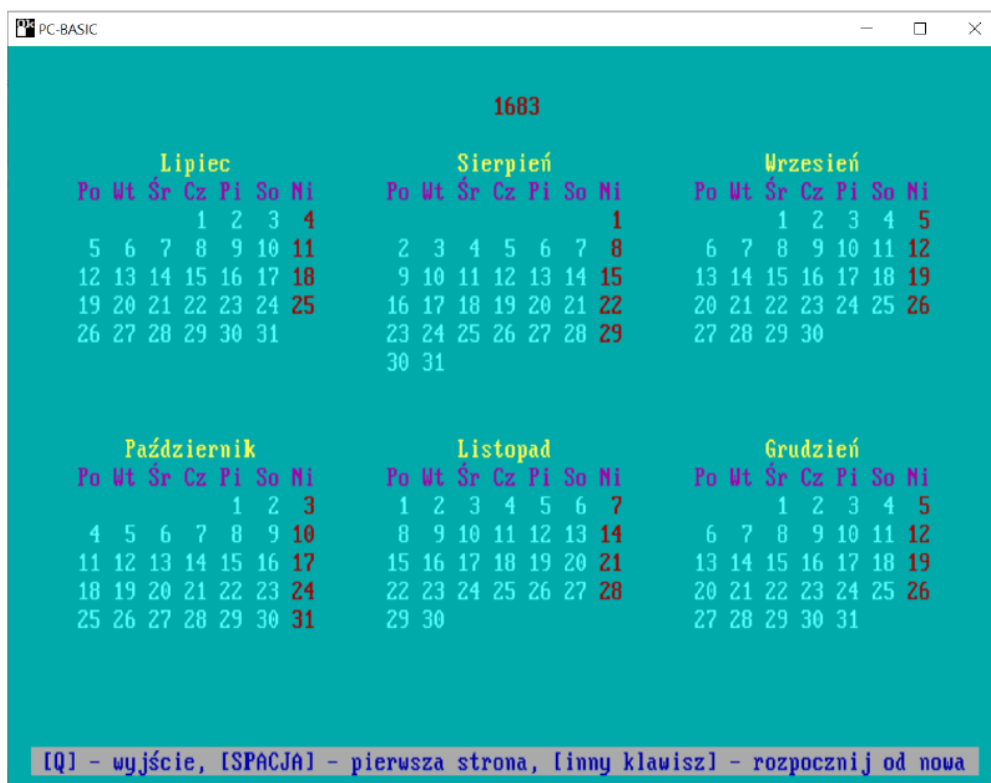 PC-BASIC
1683
Lipiec Sierpień Wrzesień
Po Wt Śr Cz Pi So Ni Po Wt Śr Cz Pi So Ni Po Wt Śr Cz Pi So Ni
1 2 3 4 1 1 2 3 4 5
5 6 7 8 9 10 11 2 3 4 5 6 7 8 6 7 8 9 10 11 12
12 13 14 15 16 17 18 9 10 11 12 13 14 15 13 14 15 16 17 18 19
19 20 21 22 23 24 25 16 17 18 19 20 21 22 20 21 22 23 24 25 26
26 27 28 29 30 31 23 24 25 26 27 28 29 27 28 29 30
30 31
Październik Listopad Grudzień
Po Wt Śr Cz Pi So Ni Po Wt Śr Cz Pi So Ni Po Wt Śr Cz Pi So Ni
1 2 3 1 2 3 4 5 6 7 1 2 3 4 5
4 5 6 7 8 9 10 8 9 10 11 12 13 14 6 7 8 9 10 11 12
11 12 13 14 15 16 17 15 16 17 18 19 20 21 13 14 15 16 17 18 19
18 19 20 21 22 23 24 22 23 24 25 26 27 28 20 21 22 23 24 25 26
25 26 27 28 29 30 31 29 30 27 28 29 30 31
[Q] - wyjście, [SPACJA] - pierwsza strona, [inny klawisz] - rozpocznij od nowa